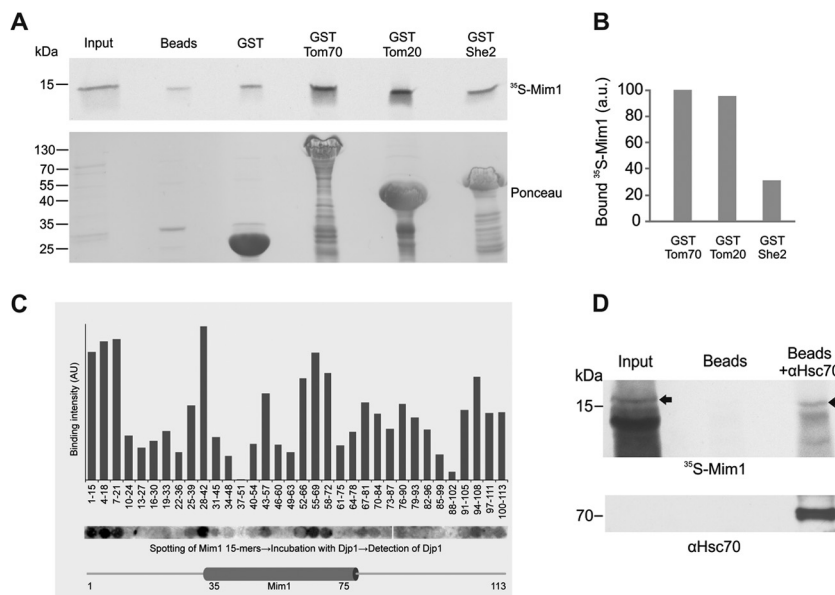 A
kDa
Input
Beads
GST
GST
Tom70
GST
Tom20
GST
She2
15
³⁵S-Mim1
130
70
55
40
35
25
Ponceau
B
Bound ³⁵S-Mim1 (a.u.)
100
80
60
40
20
0
GST
Tom70
GST
Tom20
GST
She2
C
Binding intensity (AU)
1-15
4-18
7-21
10-24
13-27
16-30
19-33
22-36
25-39
28-42
31-45
34-48
37-51
40-54
43-57
46-60
49-63
52-66
55-69
58-72
61-75
64-78
67-81
70-84
73-87
76-90
79-93
82-96
85-99
88-102
91-105
94-108
97-111
100-113
Spotting of Mim1 15-mers→Incubation with Djp1→Detection of Djp1
1
35
Mim1
75
113
D
kDa
Input
Beads
Beads
+αHsc70
15
³⁵S-Mim1
70
αHsc70